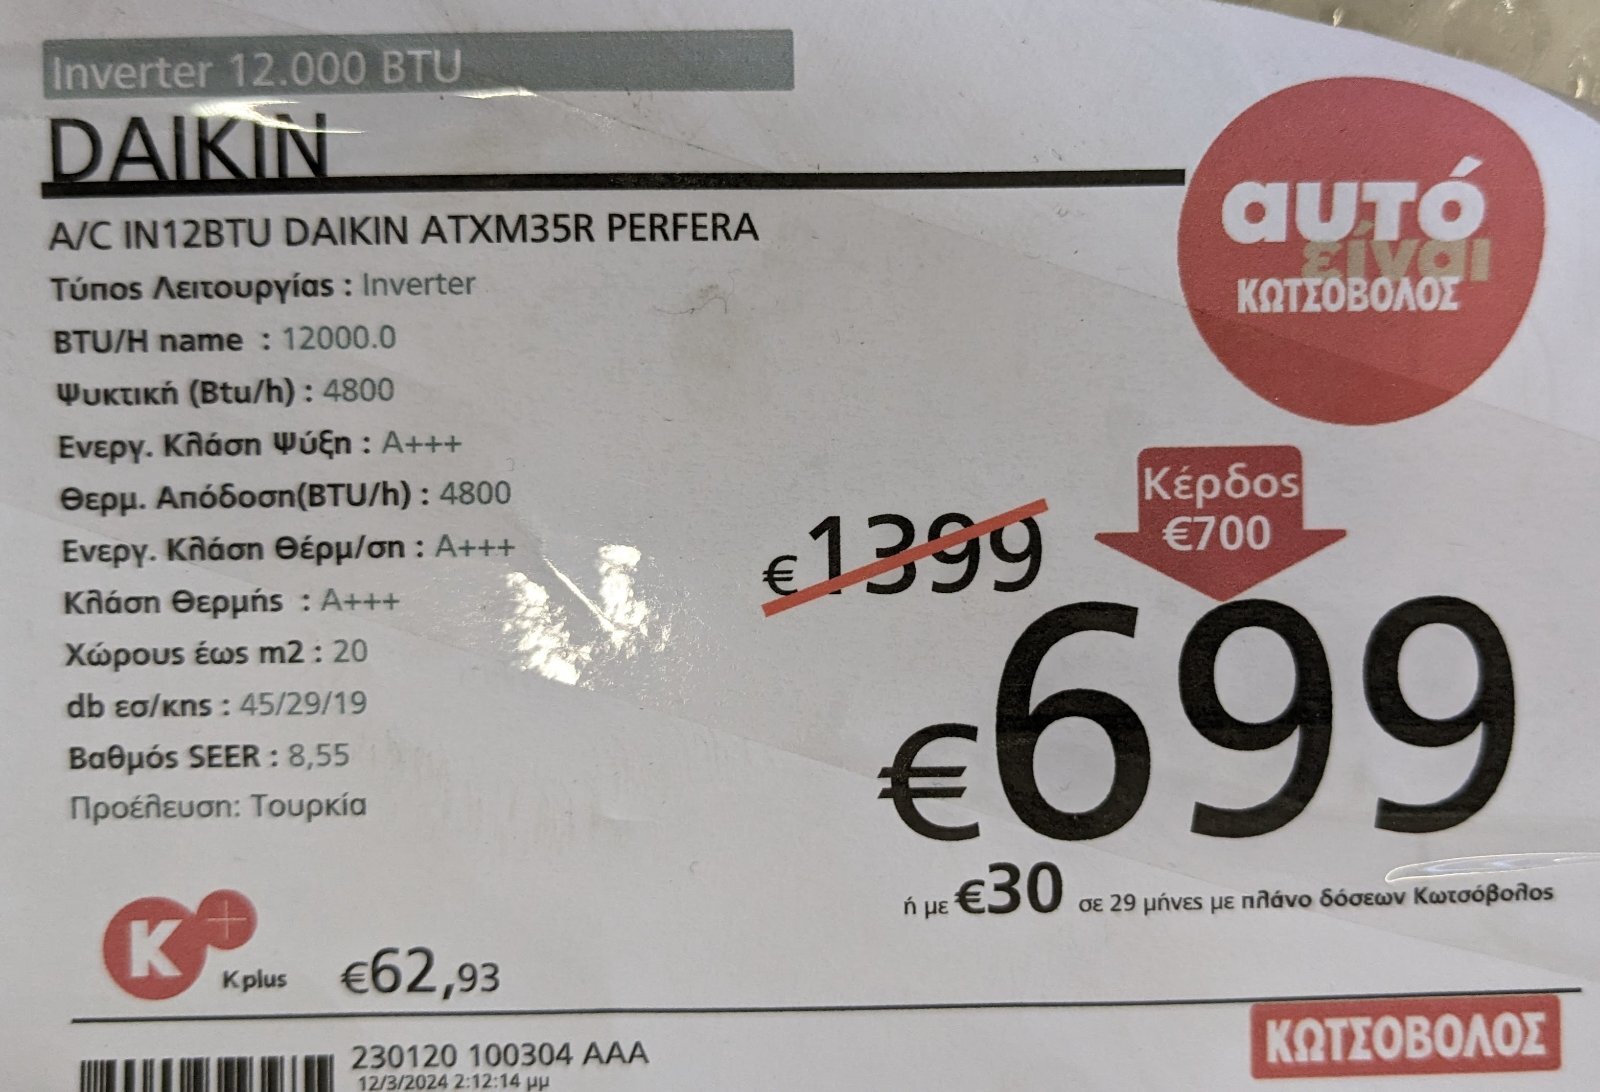 Inverter 12.000 BTU
DAIKIN
αυτό
είναι
ΚΩΤΣΟΒΟΛΟΣ
A/C IN12BTU DAIKIN ATXM35R PERFERA
Τύπος Λειτουργίας : Inverter
BTU/H name : 12000.0
Ψυκτική (Btu/h) : 4800
Ενεργ. Κλάση Ψύξη : A+++
Θερμ. Απόδοση(BTU/h) : 4800
Ενεργ. Κλάση Θέρμ/ση : A+++
Κλάση Θερμής : A+++
Χώρους έως m2 : 20
db εσ/κης : 45/29/19
Βαθμός SEER : 8,55
Προέλευση: Τουρκία
Κέρδος
€700
€1399
€699
ή με €30 σε 29 μήνες με πλάνο δόσεων Κωτσόβολος
K+
K plus €62,93
ΚΩΤΣΟΒΟΛΟΣ
230120 100304 AAA
12/3/2024 2:12:14 μμ